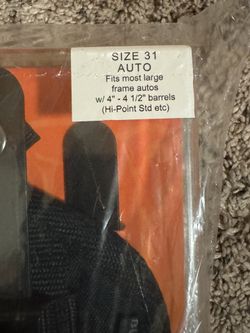 SIZE 31
AUTO
Fits most large
frame autos
w/ 4" - 4 1/2" barrels
(Hi-Point Std etc)